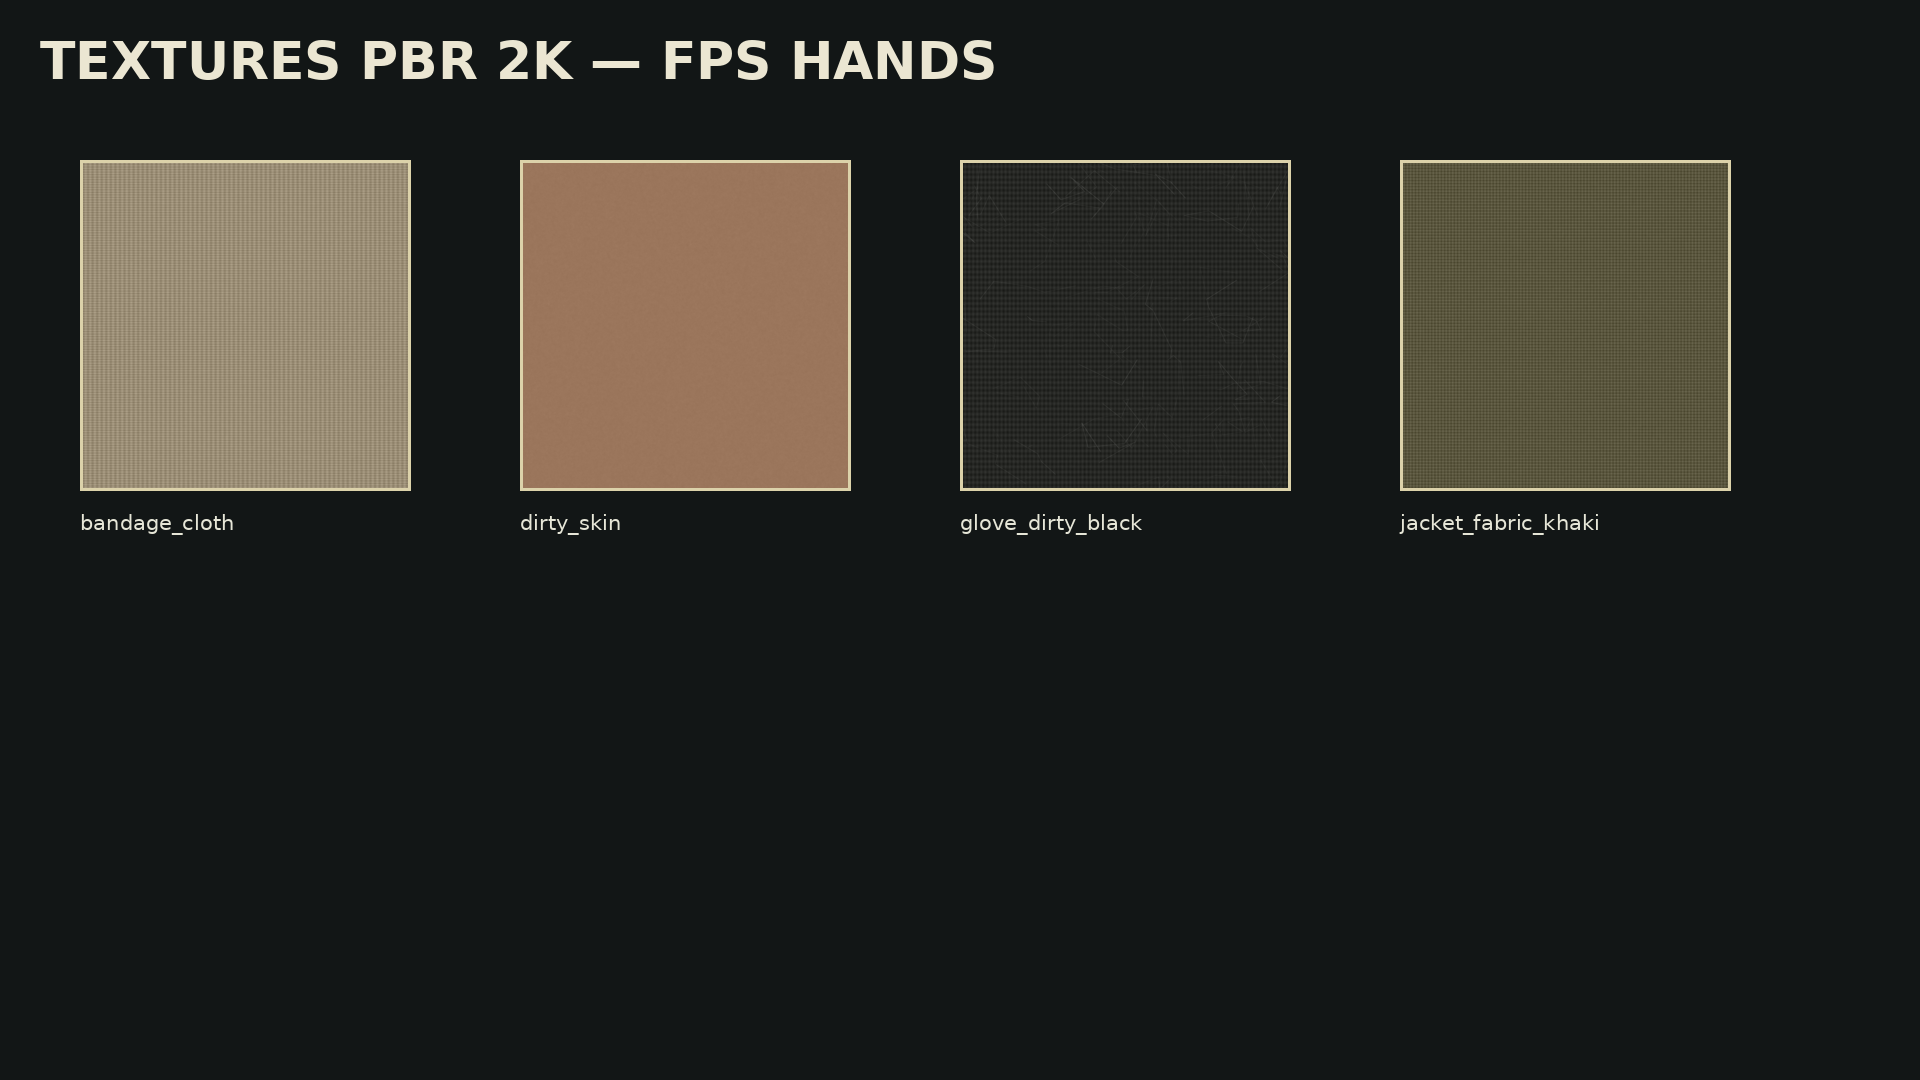 TEXTURES PBR 2K — FPS HANDS
bandage_cloth
dirty_skin
glove_dirty_black
jacket_fabric_khaki